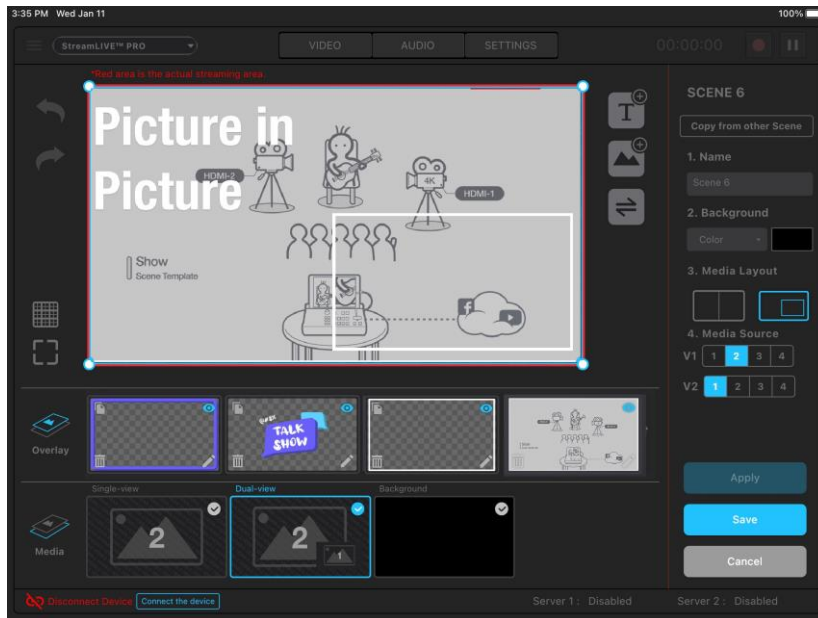 3:35 PM Wed Jan 11
100%
StreamLIVE™ PRO
VIDEO
AUDIO
SETTINGS
00:00:00
*Red area is the actual streaming area.
Picture in
Picture
HDMI-2
4K
HDMI-1
Show
Scene Template
T
SCENE 6
Copy from other Scene
1. Name
Scene 6
2. Background
Color
3. Media Layout
4. Media Source
V1 1 2 3 4
V2 1 2 3 4
Overlay
TALK
SHOW
Show
Single-view
Dual-view
Background
Media
2
2
1
Apply
Save
Cancel
Disconnect Device
Connect the device
Server 1 : Disabled
Server 2 : Disabled